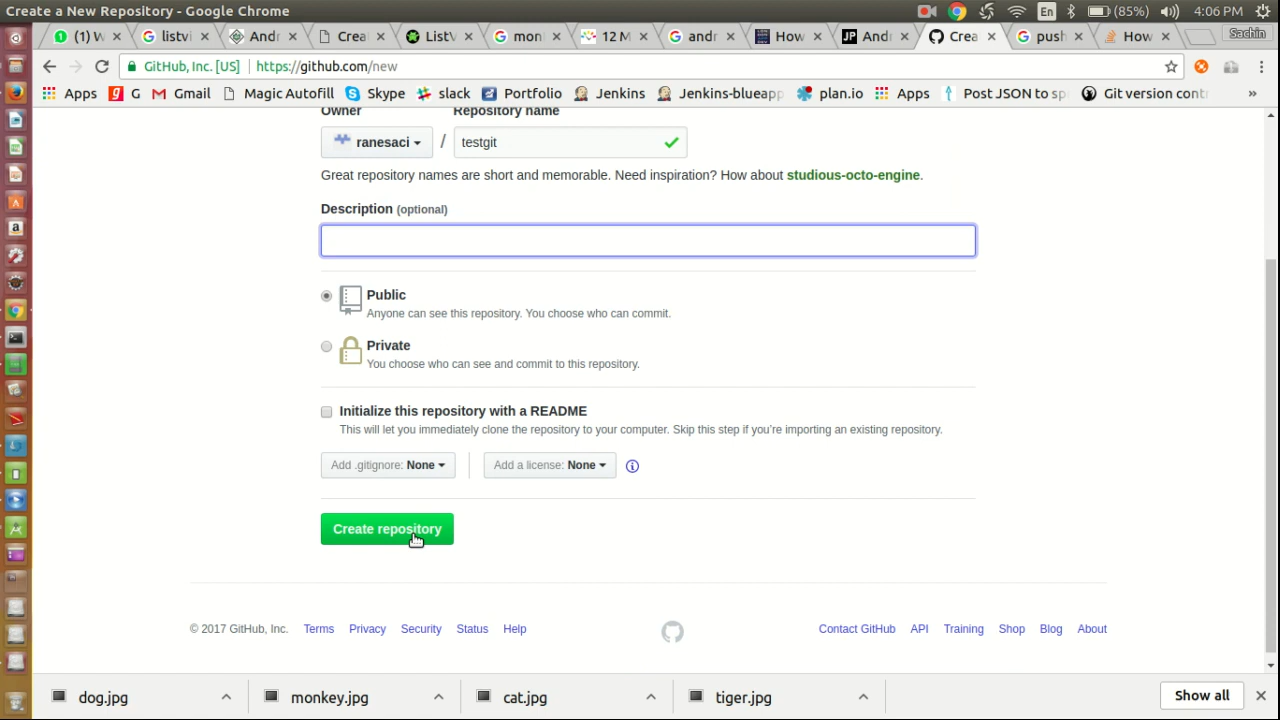 Create a New Repository - Google Chrome
En (85%) 4:06 PM
(1) W listvi Andr Crea ListV mon 12 M andr How Andr Crea push How Sachin
GitHub, Inc. [US] https://github.com/new
Apps G Gmail Magic Autofill Skype slack Portfolio Jenkins Jenkins-blueapp plan.io Apps Post JSON to sp Git version contr »
Owner Repository name
ranesaci / testgit
Great repository names are short and memorable. Need inspiration? How about studious-octo-engine.
Description (optional)
Public
Anyone can see this repository. You choose who can commit.
Private
You choose who can see and commit to this repository.
Initialize this repository with a README
This will let you immediately clone the repository to your computer. Skip this step if you’re importing an existing repository.
Add .gitignore: None Add a license: None
Create repository
© 2017 GitHub, Inc. Terms Privacy Security Status Help Contact GitHub API Training Shop Blog About
dog.jpg monkey.jpg cat.jpg tiger.jpg Show all